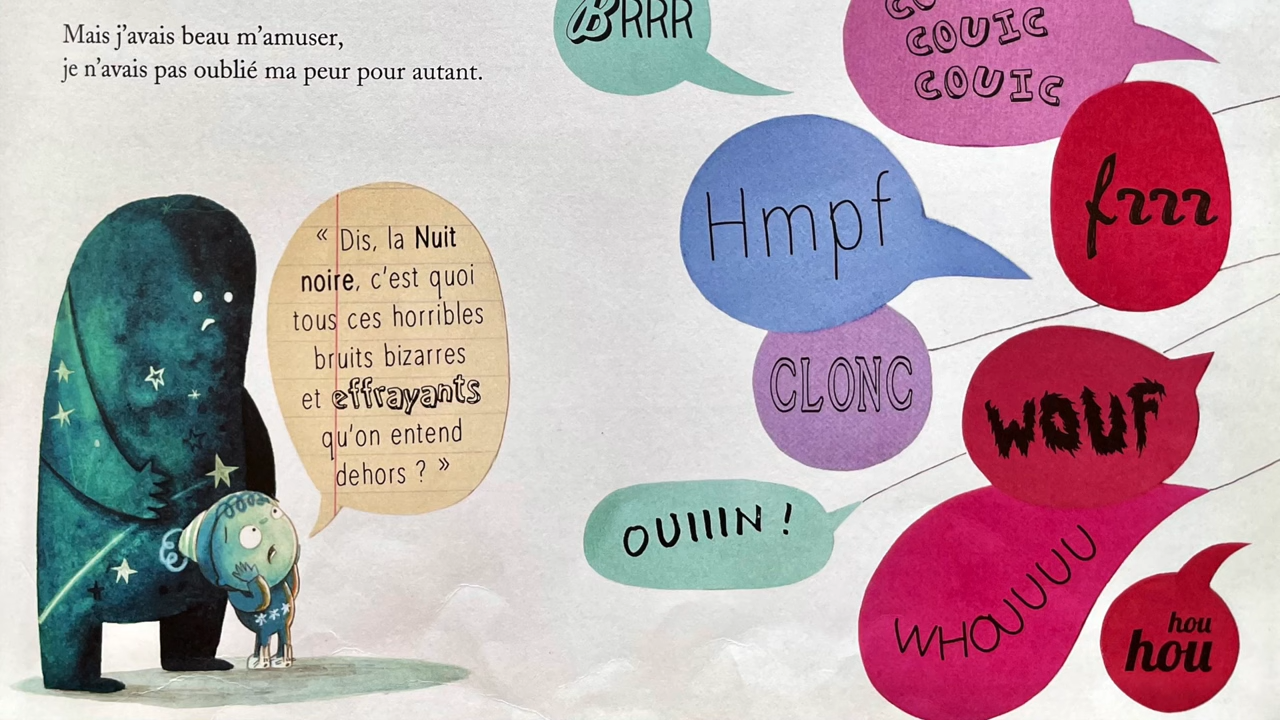 Mais j'avais beau m'amuser,
je n'avais pas oublié ma peur pour autant.
« Dis, la Nuit
noire, c'est quoi
tous ces horribles
bruits bizarres
et effrayants
qu'on entend
dehors ? »
BRRR
COUIC
COUIC
Hmpf
frrr
CLONC
WOUF
OUIIIN !
WHOUUUU
hou
hou